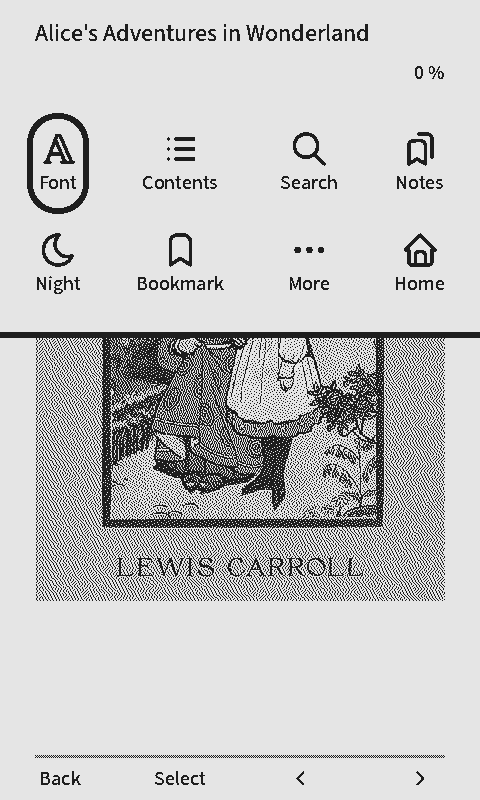 Alice's Adventures in Wonderland
0 %
Font Contents Search Notes
Night Bookmark More Home
LEWIS CARROLL
Back Select < >